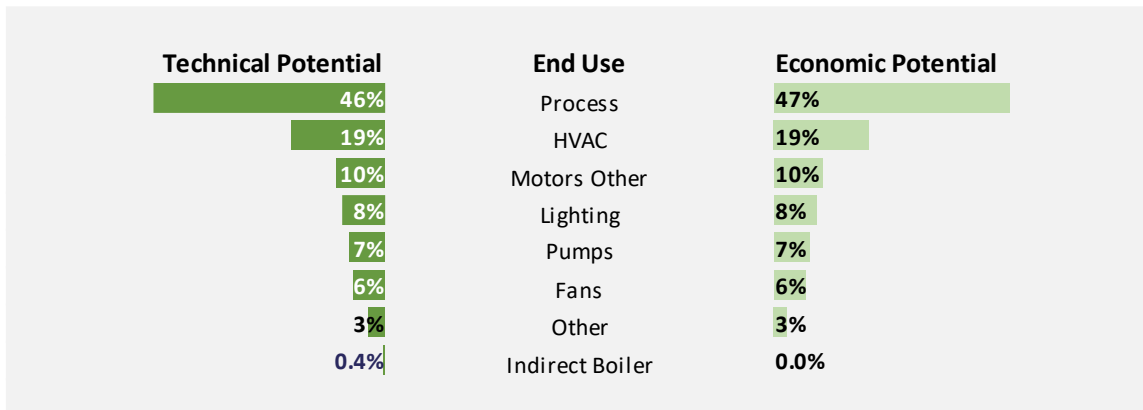 Technical Potential End Use Economic Potential
46% Process 47%
19% HVAC 19%
10% Motors Other 10%
8% Lighting 8%
7% Pumps 7%
6% Fans 6%
3% Other 3%
0.4% Indirect Boiler 0.0%